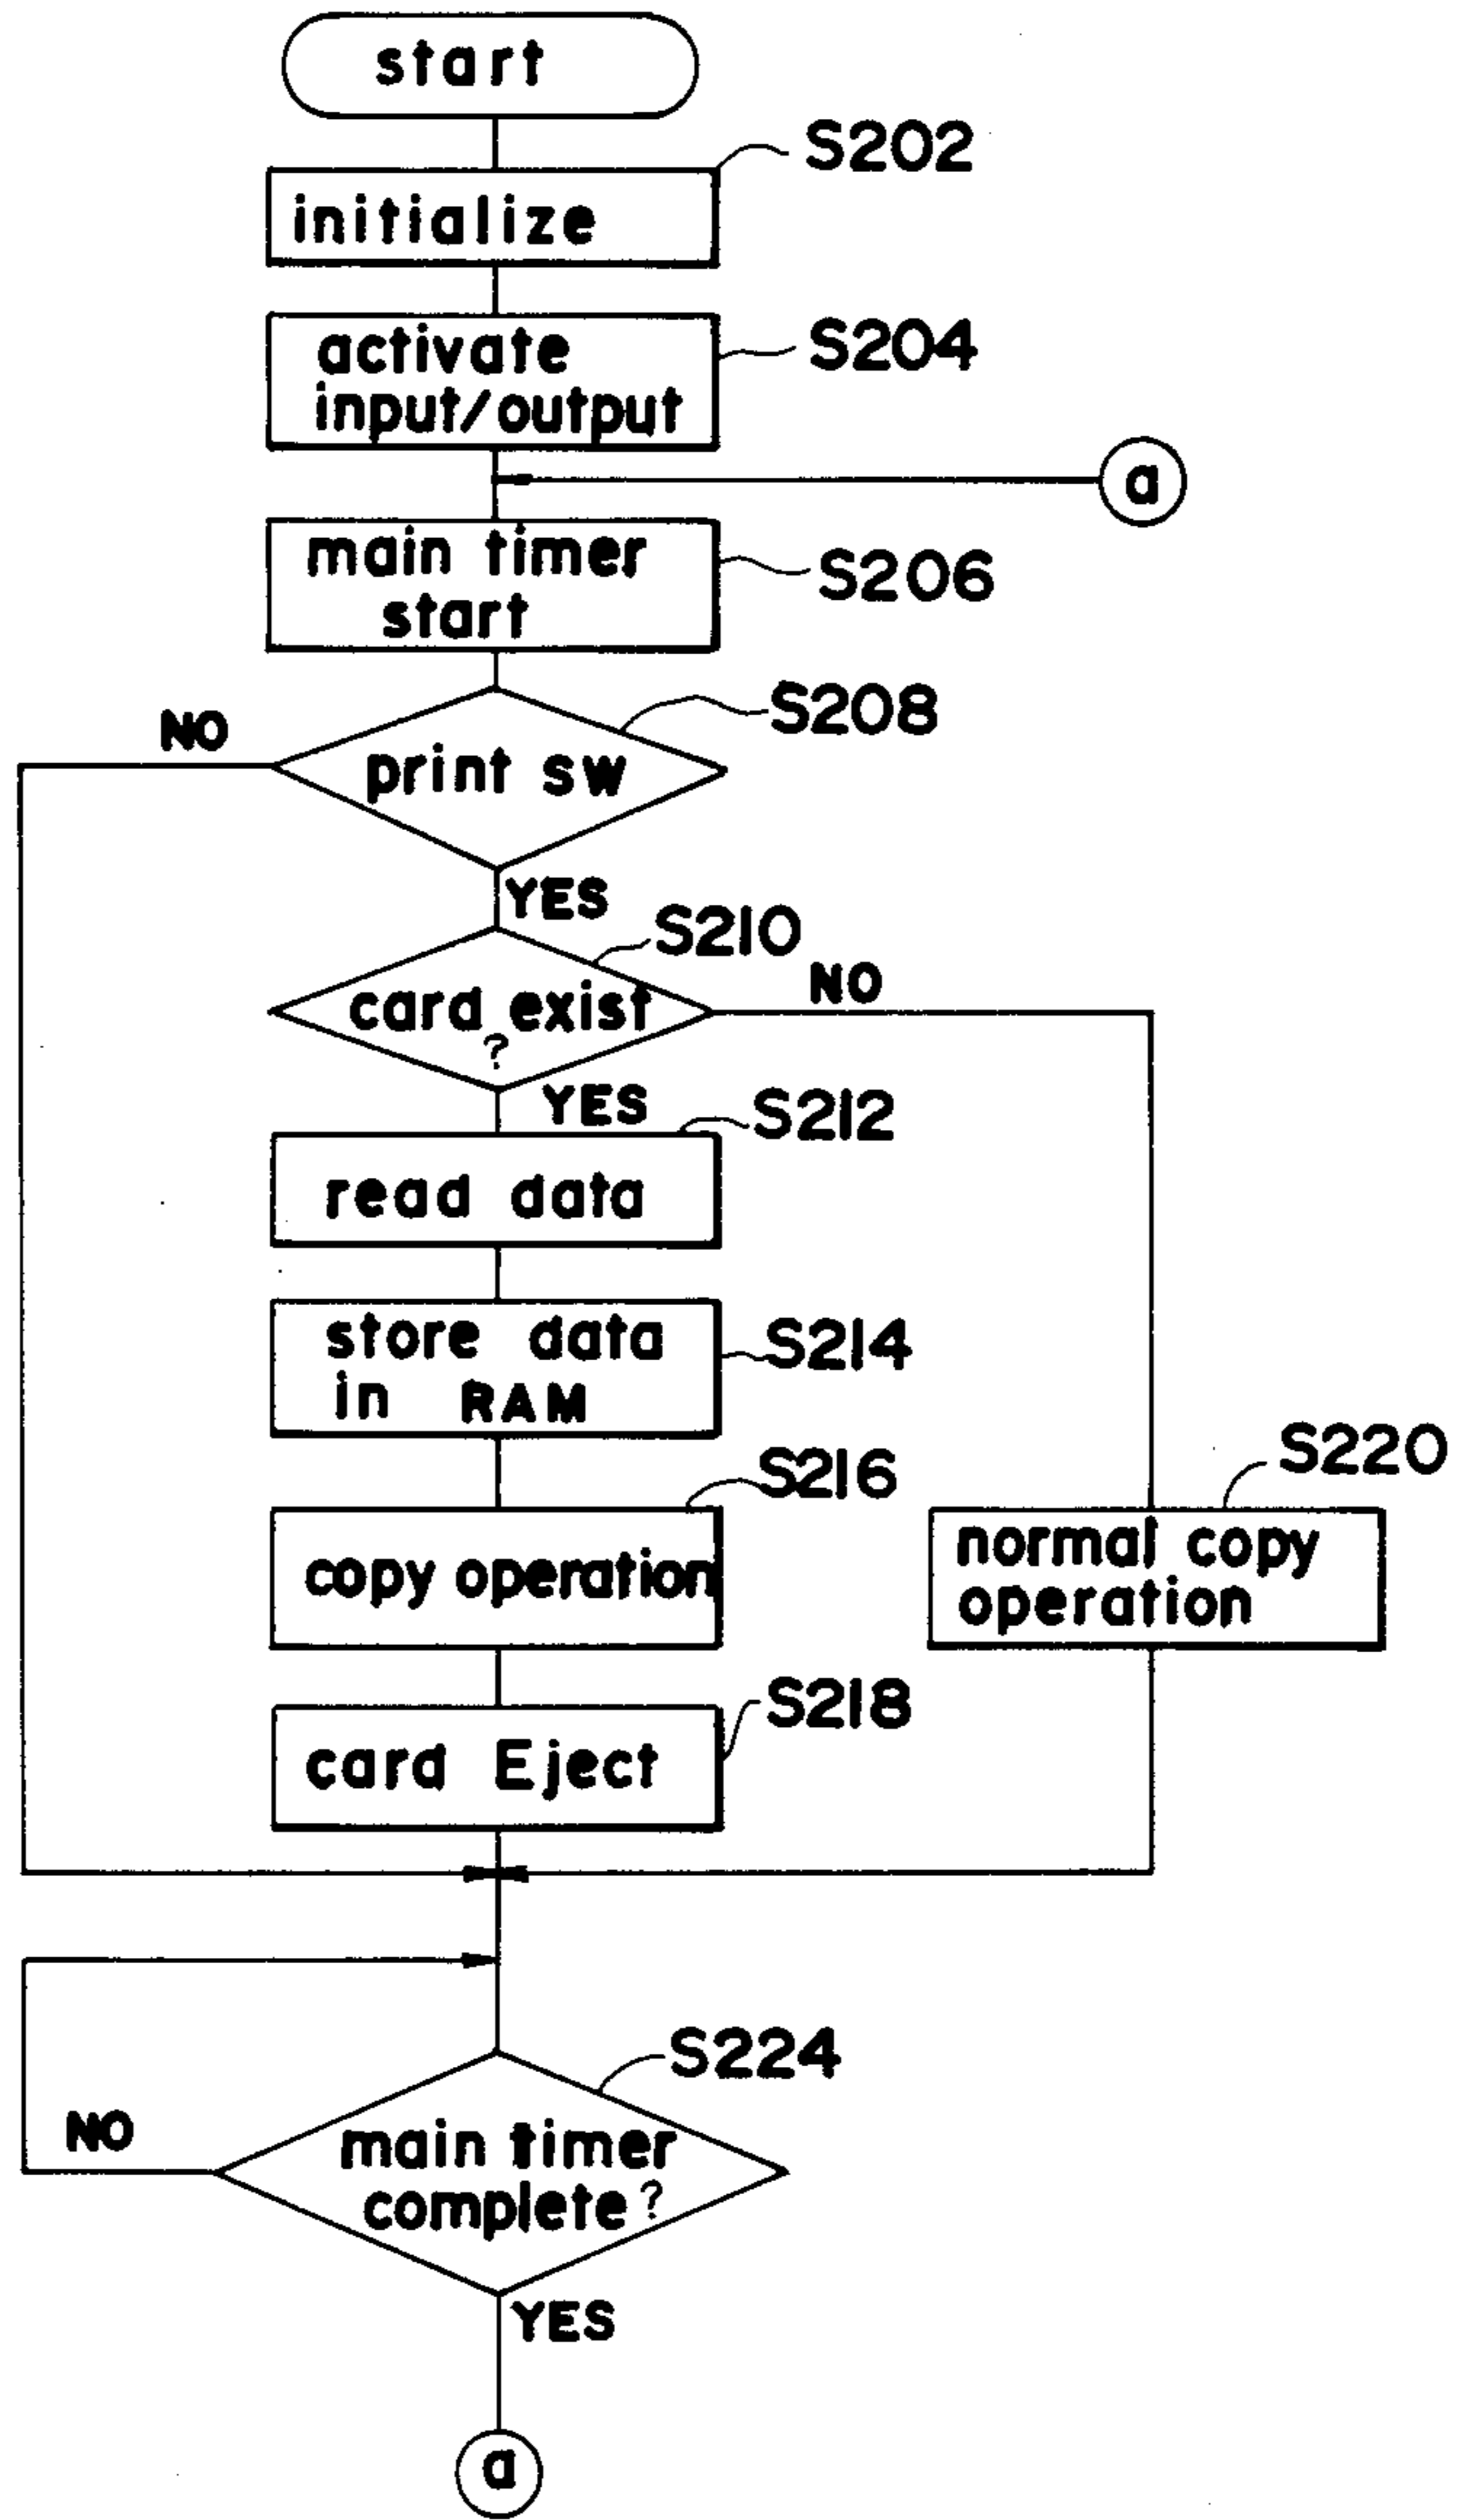 start
S202
initialize
S204
activate
input/output
a
main timer
start
S206
S208
NO
print SW
YES
S210
card exist
?
NO
YES
S212
read data
store data
in RAM
S214
S216
S220
copy operation
normal copy
operation
S218
card Eject
S224
NO
main timer
complete?
YES
a